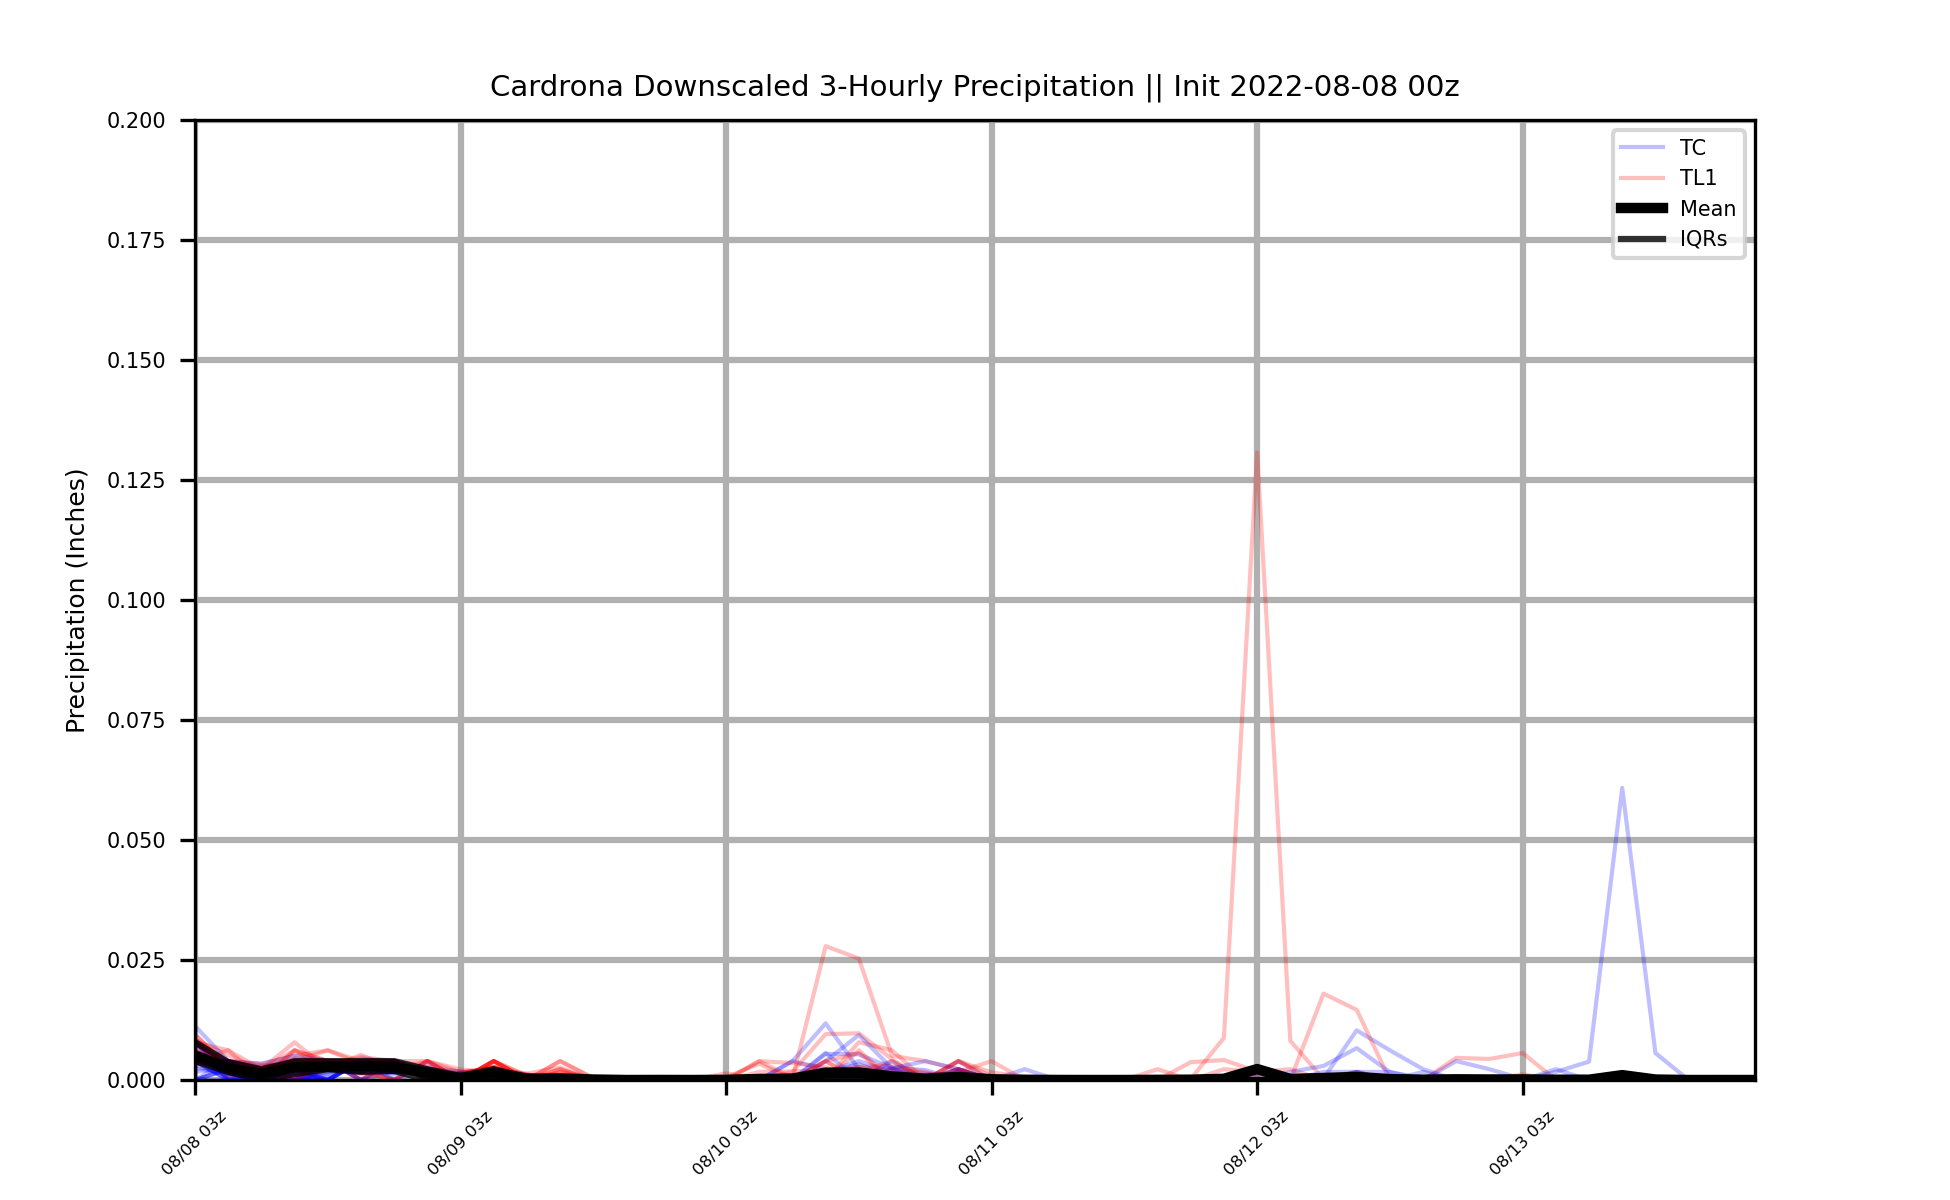 Cardrona Downscaled 3-Hourly Precipitation || Init 2022-08-08 00z
0.200
0.175
0.150
0.125
0.100
0.075
0.050
0.025
0.000
Precipitation (Inches)
TC
TL1
Mean
IQRs
08/08 03z
08/09 03z
08/10 03z
08/11 03z
08/12 03z
08/13 03z